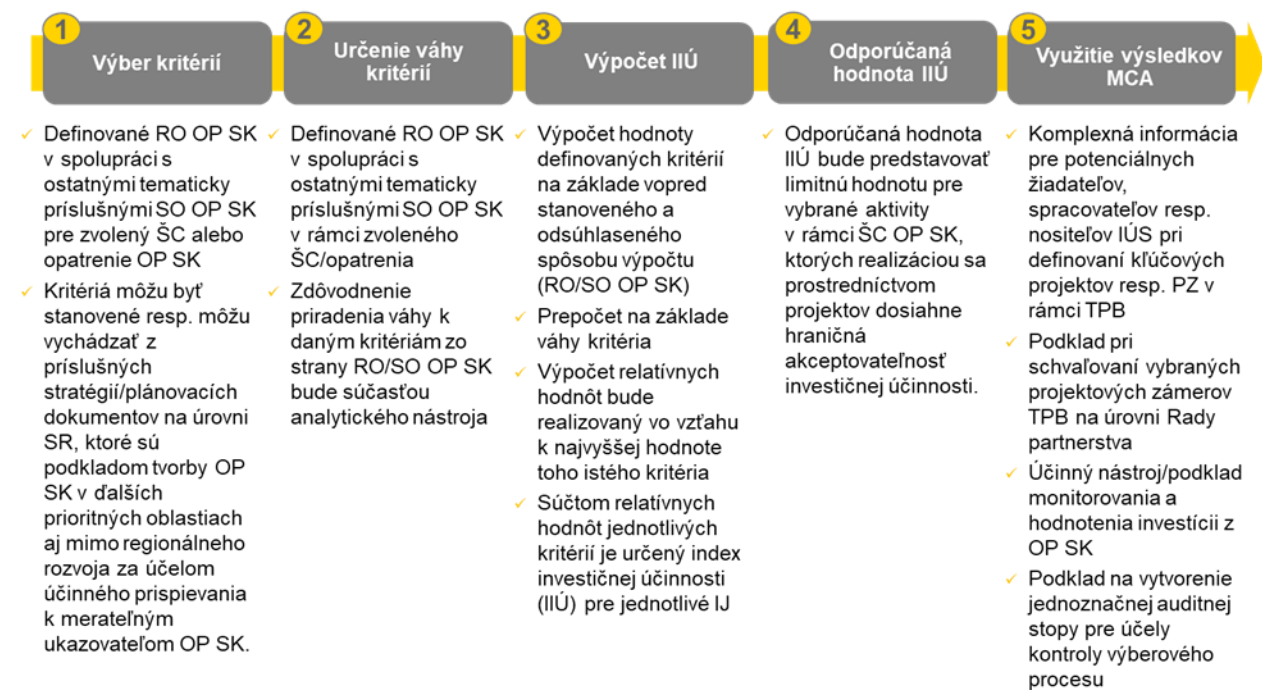 1
Výber kritérií
✓ Definované RO OP SK
v spolupráci s
ostatnými tematicky
príslušnými SO OP SK
pre zvolený ŠC alebo
opatrenie OP SK
✓ Kritériá môžu byť
stanovené resp. môžu
vychádzať z
príslušných
stratégií/plánovacích
dokumentov na úrovni
SR, ktoré sú
podkladom tvorby OP
SK v ďalších
prioritných oblastiach
aj mimo regionálneho
rozvoja za účelom
účinného prispievania
k merateľným
ukazovateľom OP SK.
2
Určenie váhy
kritérií
✓ Definované RO OP SK
v spolupráci s
ostatnými tematicky
príslušnými SO OP SK
v rámci zvoleného
ŠC/opatrenia
✓ Zdôvodnenie
priradenia váhy k
daným kritériám zo
strany RO/SO OP SK
bude súčasťou
analytického nástroja
3
Výpočet IIÚ
✓ Výpočet hodnoty
definovaných kritérií
na základe vopred
stanoveného a
odsúhlaseného
spôsobu výpočtu
(RO/SO OP SK)
✓ Prepočet na základe
váhy kritéria
✓ Výpočet relatívnych
hodnôt bude
realizovaný vo vzťahu
k najvyššej hodnote
toho istého kritéria
✓ Súčtom relatívnych
hodnôt jednotlivých
kritérií je určený index
investičnej účinnosti
(IIÚ) pre jednotlivé IJ
4
Odporúčaná
hodnota IIÚ
✓ Odporúčaná hodnota
IIÚ bude predstavovať
limitnú hodnotu pre
vybrané aktivity
v rámci ŠC OP SK,
ktorých realizáciou sa
prostredníctvom
projektov dosiahne
hraničná
akceptovateľnosť
investičnej účinnosti.
5
Využitie výsledkov
MCA
✓ Komplexná informácia
pre potenciálnych
žiadateľov,
spracovateľov resp.
nositeľov IÚS pri
definovaní kľúčových
projektov resp. PZ v
rámci TPB
✓ Podklad pri
schvaľovaní vybraných
projektových zámerov
TPB na úrovni Rady
partnerstva
✓ Účinný nástroj/podklad
monitorovania a
hodnotenia investícii z
OP SK
✓ Podklad na vytvorenie
jednoznačnej auditnej
stopy pre účely
kontroly výberového
procesu